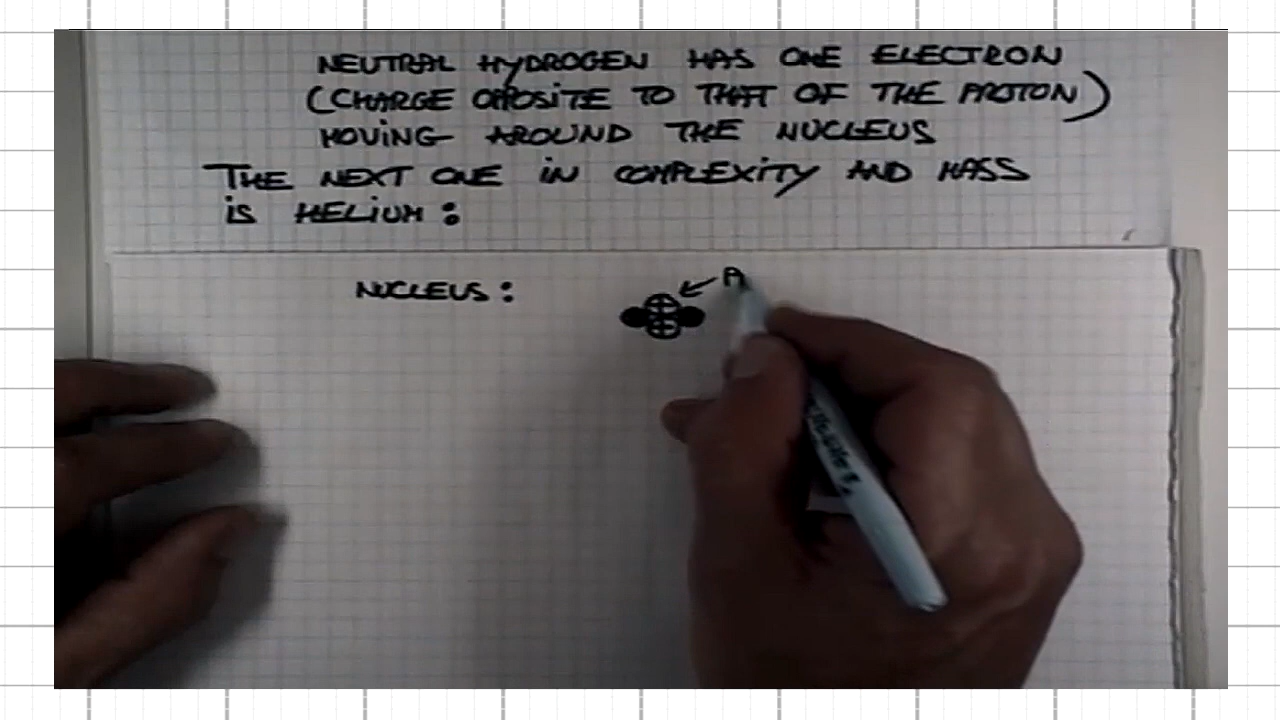 NEUTRAL HYDROGEN HAS ONE ELECTRON
(CHARGE OPPOSITE TO THAT OF THE PROTON)
MOVING AROUND THE NUCLEUS
THE NEXT ONE IN COMPLEXITY AND MASS
IS HELIUM:
NUCLEUS: